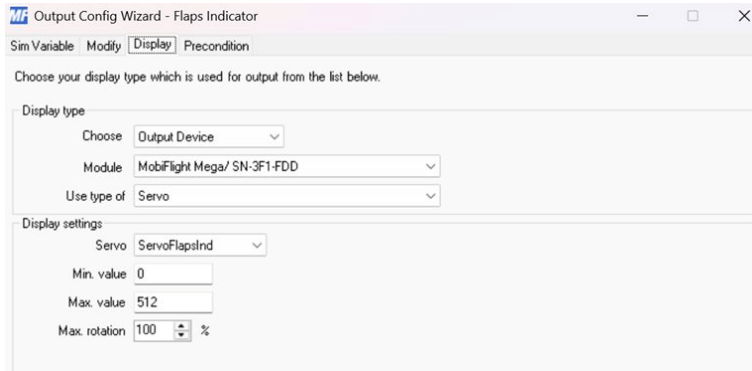 MF Output Config Wizard - Flaps Indicator
Sim Variable Modify Display Precondition
Choose your display type which is used for output from the list below.
Display type
Choose Output Device
Module MobiFlight Mega/ SN-3F1-FDD
Use type of Servo
Display settings
Servo ServoFlapsInd
Min. value 0
Max. value 512
Max. rotation 100 %